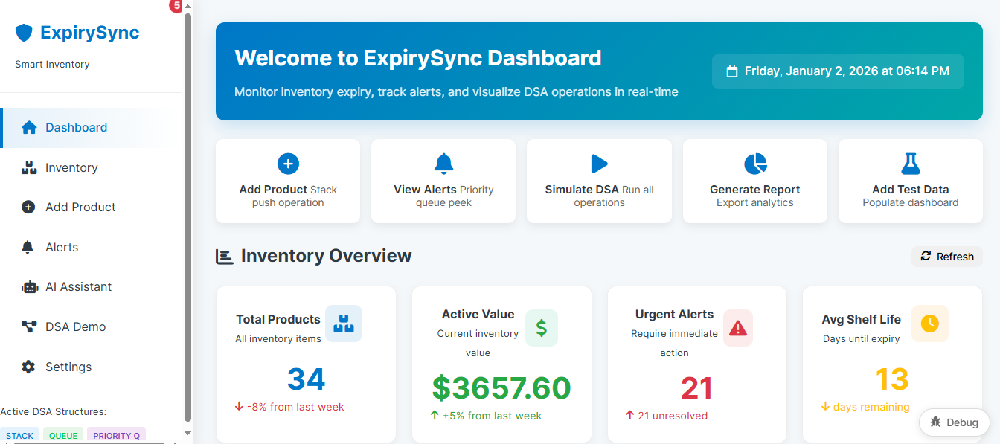 5
ExpirySync
Smart Inventory
Dashboard
Inventory
Add Product
Alerts
AI Assistant
DSA Demo
Settings
Active DSA Structures:
STACK QUEUE PRIORITY Q
Welcome to ExpirySync Dashboard
Monitor inventory expiry, track alerts, and visualize DSA operations in real-time
Friday, January 2, 2026 at 06:14 PM
Add Product Stack
push operation
View Alerts Priority
queue peek
Simulate DSA Run all
operations
Generate Report
Export analytics
Add Test Data
Populate dashboard
Inventory Overview
Refresh
Total Products
All inventory items
34
-8% from last week
Active Value
Current inventory
value
$
$3657.60
+5% from last week
Urgent Alerts
Require immediate
action
21
21 unresolved
Avg Shelf Life
Days until expiry
13
days remaining
Debug